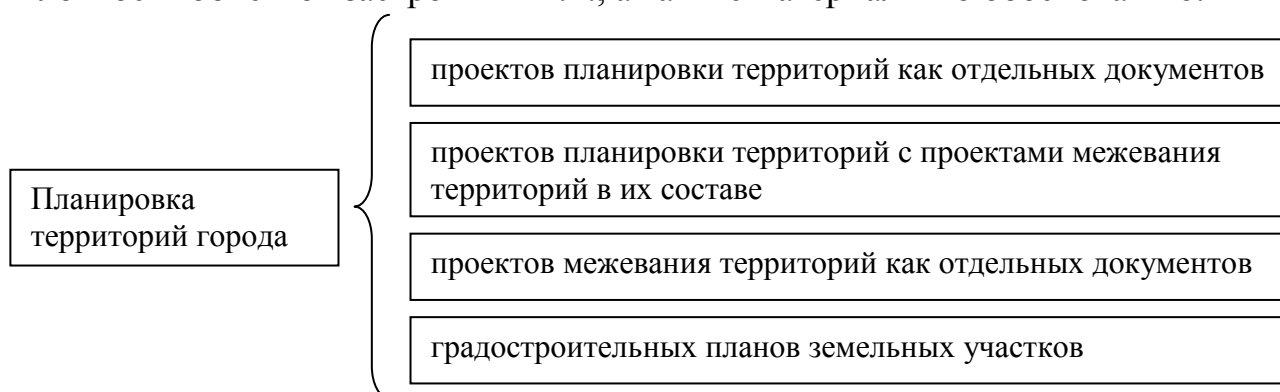 проектов планировки территорий как отдельных документов
проектов планировки территорий с проектами межевания
территорий в их составе
Планировка
территорий города
проектов межевания территорий как отдельных документов
градостроительных планов земельных участков